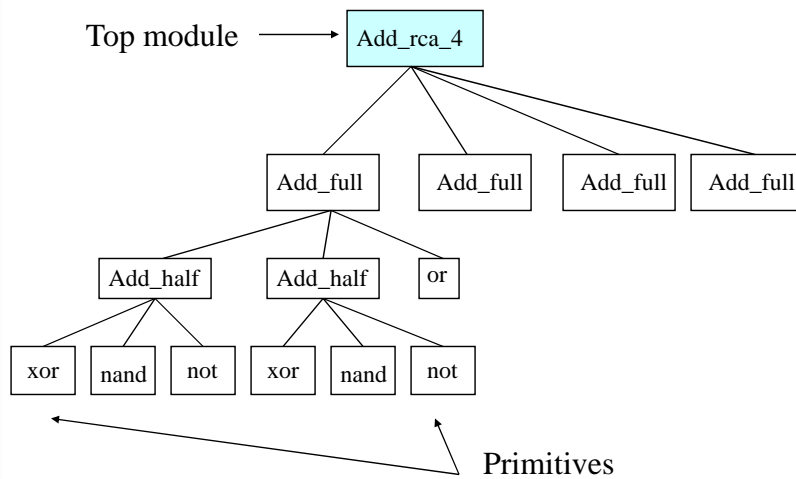 Top module
Add_rca_4
Add_full
Add_full
Add_full
Add_full
Add_half
Add_half
or
xor
nand
not
xor
nand
not
Primitives